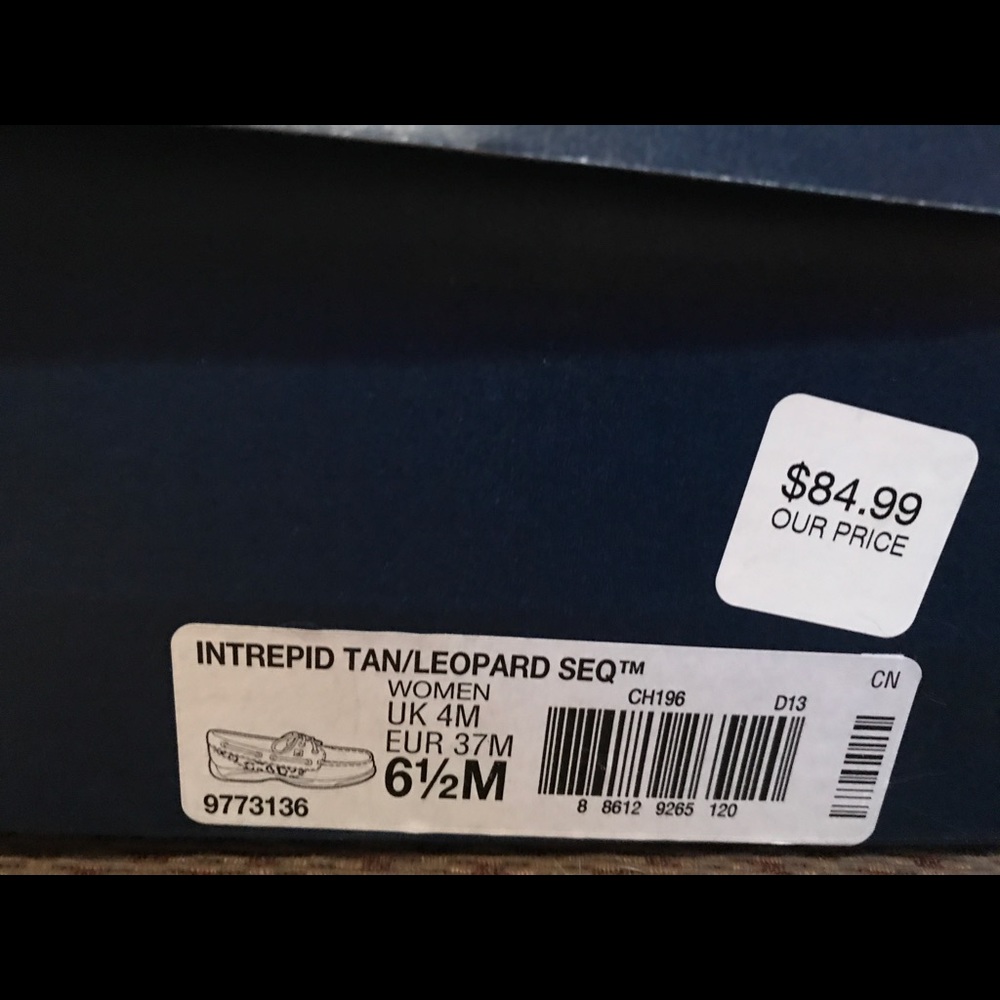 $84.99
OUR PRICE
INTREPID TAN/LEOPARD SEQ™
CN
WOMEN
CH196
D13
UK 4M
EUR 37M
6½M
9773136
8 8612 9265 120